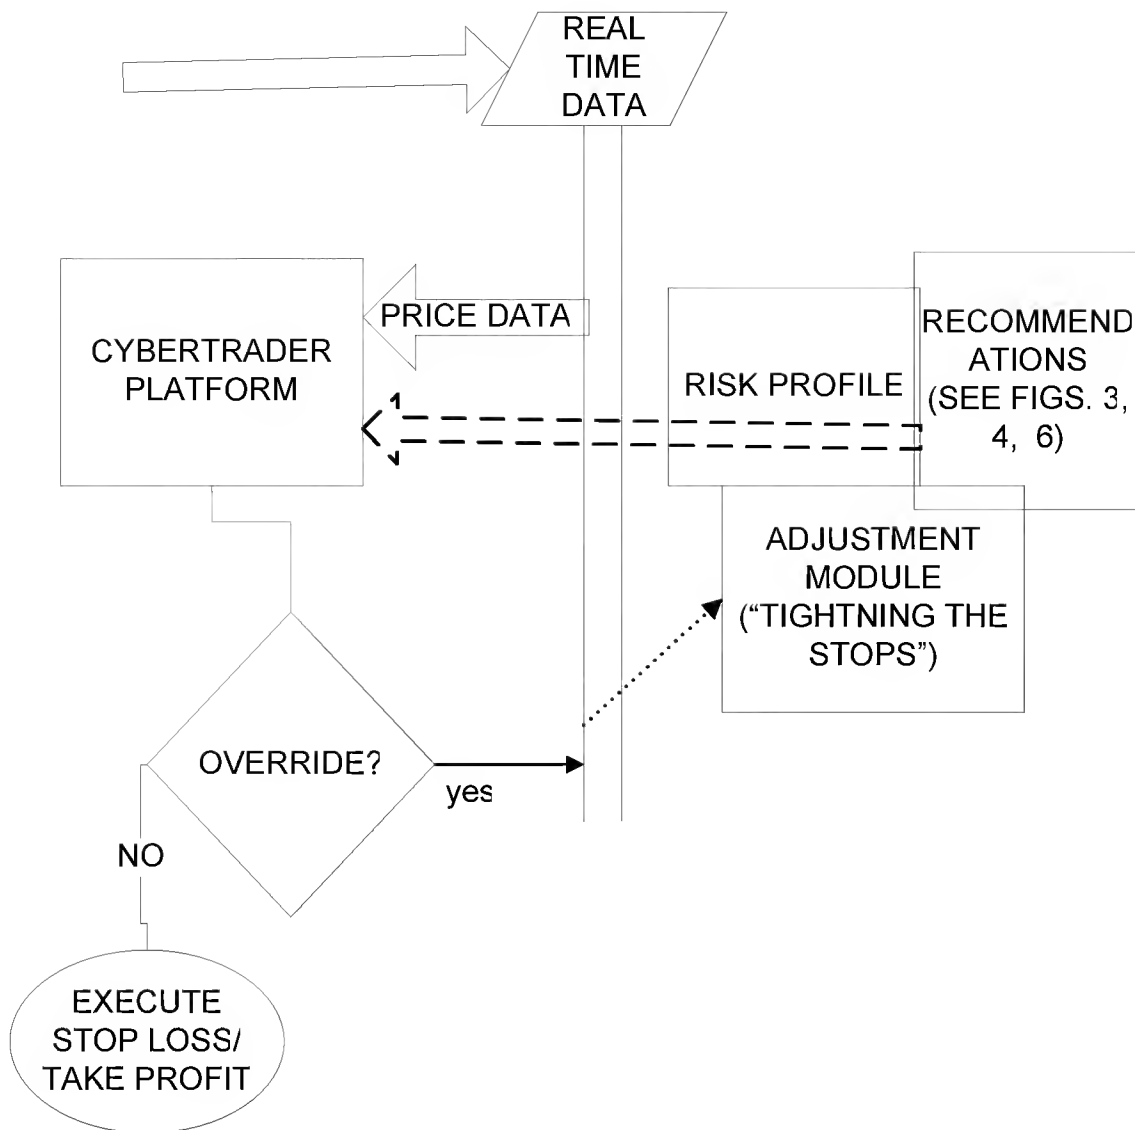 REAL
TIME
DATA
PRICE DATA
CYBERTRADER
PLATFORM
RISK PROFILE
RECOMMEND
ATIONS
(SEE FIGS. 3,
4, 6)
ADJUSTMENT
MODULE
(“TIGHTNING THE
STOPS”)
OVERRIDE?
yes
NO
EXECUTE
STOP LOSS/
TAKE PROFIT